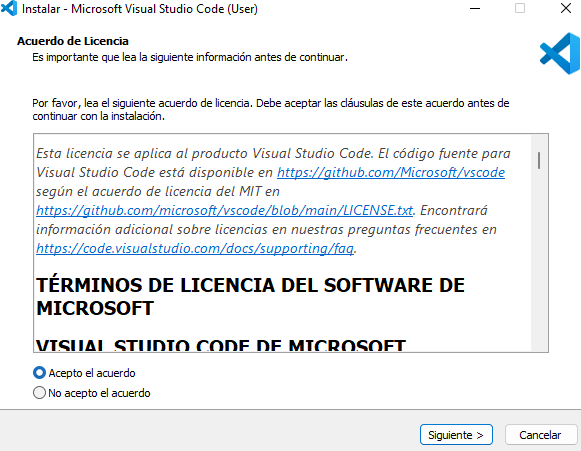 Instalar - Microsoft Visual Studio Code (User)
Acuerdo de Licencia
Es importante que lea la siguiente información antes de continuar.
Por favor, lea el siguiente acuerdo de licencia. Debe aceptar las cláusulas de este acuerdo antes de
continuar con la instalación.
Esta licencia se aplica al producto Visual Studio Code. El código fuente para
Visual Studio Code está disponible en https://github.com/Microsoft/vscode
según el acuerdo de licencia del MIT en
https://github.com/microsoft/vscode/blob/main/LICENSE.txt. Encontrará
información adicional sobre licencias en nuestras preguntas frecuentes en
https://code.visualstudio.com/docs/supporting/faq.
TÉRMINOS DE LICENCIA DEL SOFTWARE DE
MICROSOFT
VISUAL STUDIO CODE DE MICROSOFT
Acepto el acuerdo
No acepto el acuerdo
Siguiente >
Cancelar